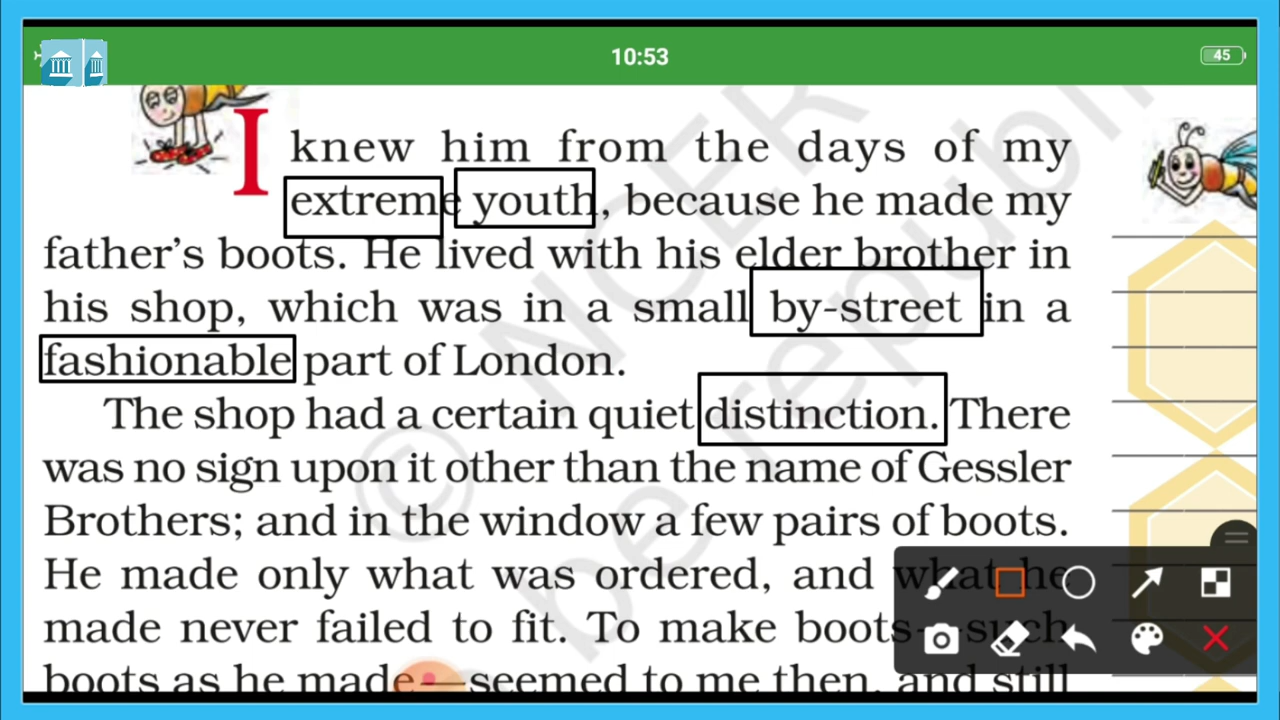 10:53
45
I knew him from the days of my
extreme youth, because he made my
father’s boots. He lived with his elder brother in
his shop, which was in a small by-street in a
fashionable part of London.
The shop had a certain quiet distinction. There
was no sign upon it other than the name of Gessler
Brothers; and in the window a few pairs of boots.
He made only what was ordered, and what he
made never failed to fit. To make boots—such
boots as he made—seemed to me then, and still
© NCER
be republi